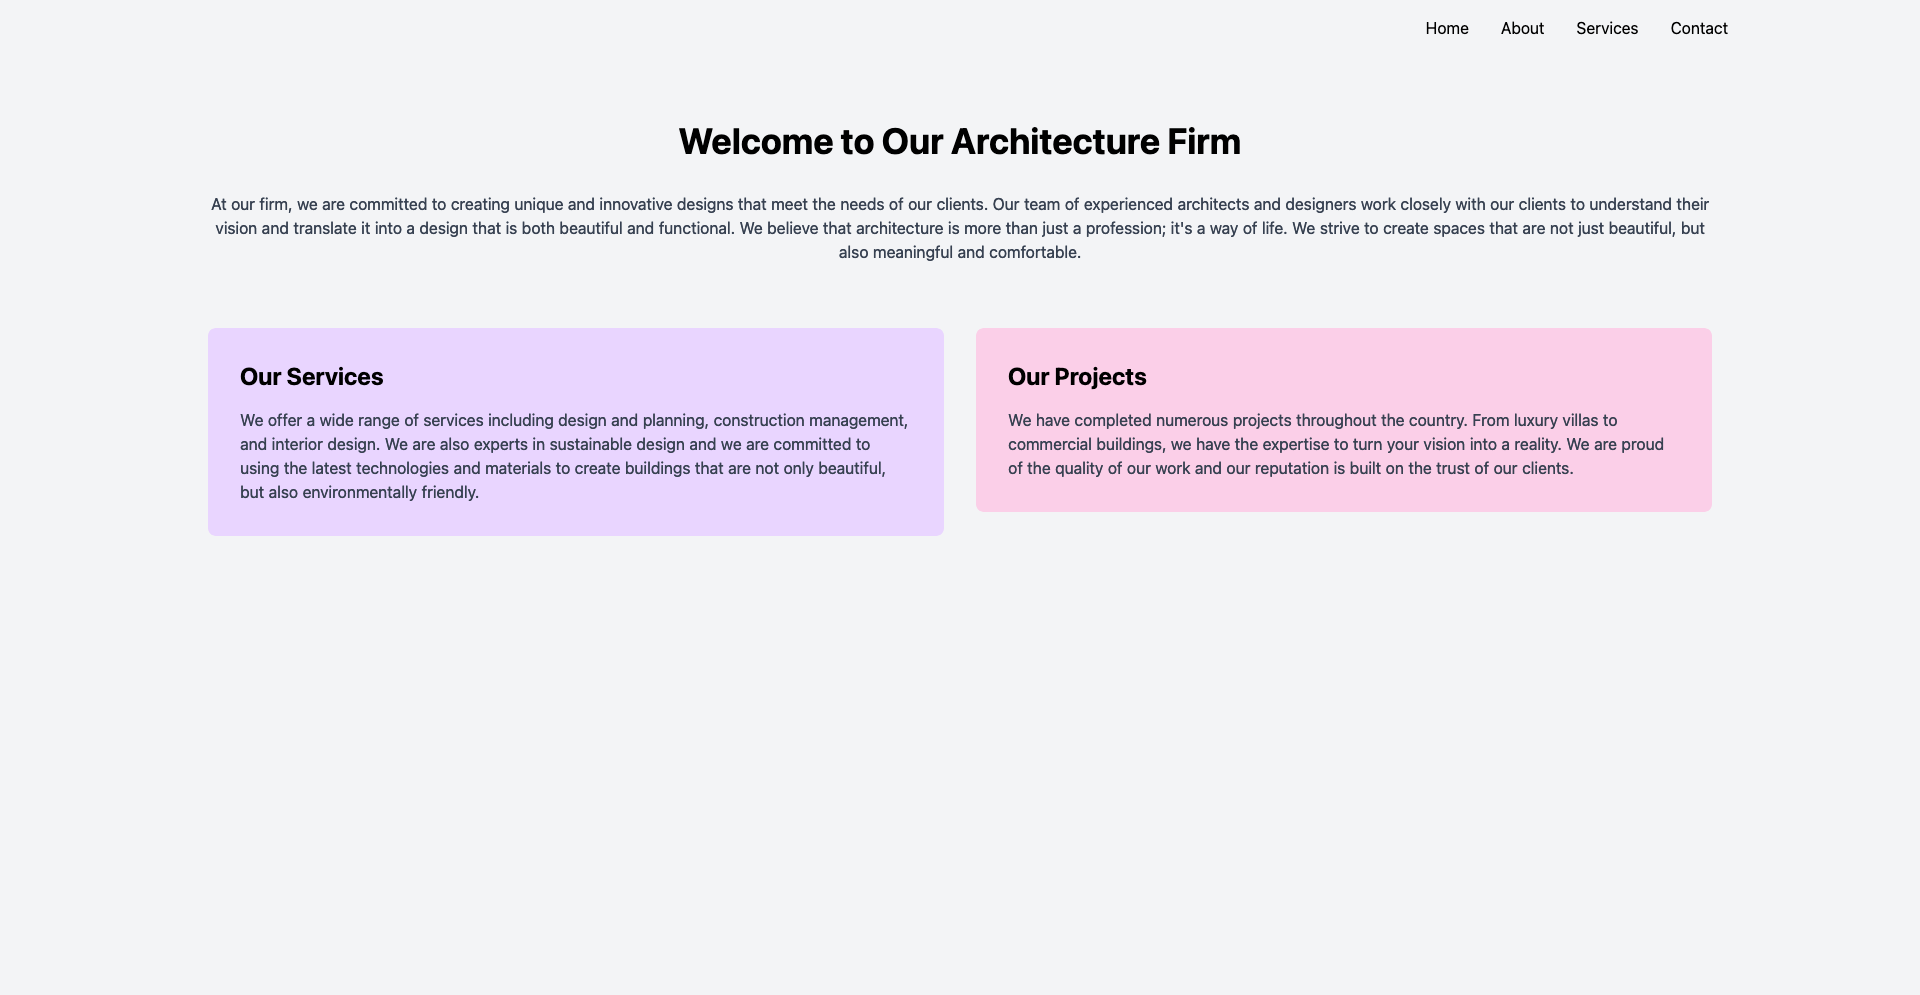 Home About Services Contact
Welcome to Our Architecture Firm
At our firm, we are committed to creating unique and innovative designs that meet the needs of our clients. Our team of experienced architects and designers work closely with our clients to understand their
vision and translate it into a design that is both beautiful and functional. We believe that architecture is more than just a profession; it's a way of life. We strive to create spaces that are not just beautiful, but
also meaningful and comfortable.
Our Services
We offer a wide range of services including design and planning, construction management,
and interior design. We are also experts in sustainable design and we are committed to
using the latest technologies and materials to create buildings that are not only beautiful,
but also environmentally friendly.
Our Projects
We have completed numerous projects throughout the country. From luxury villas to
commercial buildings, we have the expertise to turn your vision into a reality. We are proud
of the quality of our work and our reputation is built on the trust of our clients.